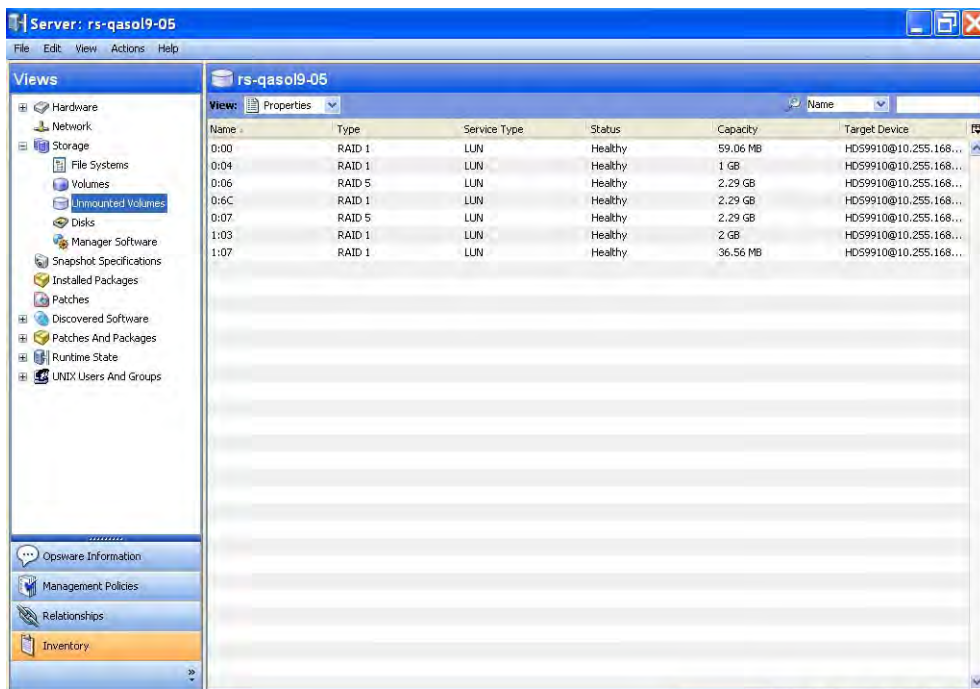 Server: rs-qasol9-05
File Edit View Actions Help
Views
Hardware
Network
Storage
File Systems
Volumes
Unmounted Volumes
Disks
Manager Software
Snapshot Specifications
Installed Packages
Patches
Discovered Software
Patches And Packages
Runtime State
UNIX Users And Groups
Opsware Information
Management Policies
Relationships
Inventory
rs-qasol9-05
View: Properties Name
Name Type Service Type Status Capacity Target Device
0:00 RAID 1 LUN Healthy 59.06 MB HDS9910@10.255.168...
0:04 RAID 1 LUN Healthy 1 GB HDS9910@10.255.168...
0:06 RAID 5 LUN Healthy 2.29 GB HDS9910@10.255.168...
0:6C RAID 1 LUN Healthy 2.29 GB HDS9910@10.255.168...
0:07 RAID 5 LUN Healthy 2.29 GB HDS9910@10.255.168...
1:03 RAID 1 LUN Healthy 2 GB HDS9910@10.255.168...
1:07 RAID 1 LUN Healthy 36.56 MB HDS9910@10.255.168...